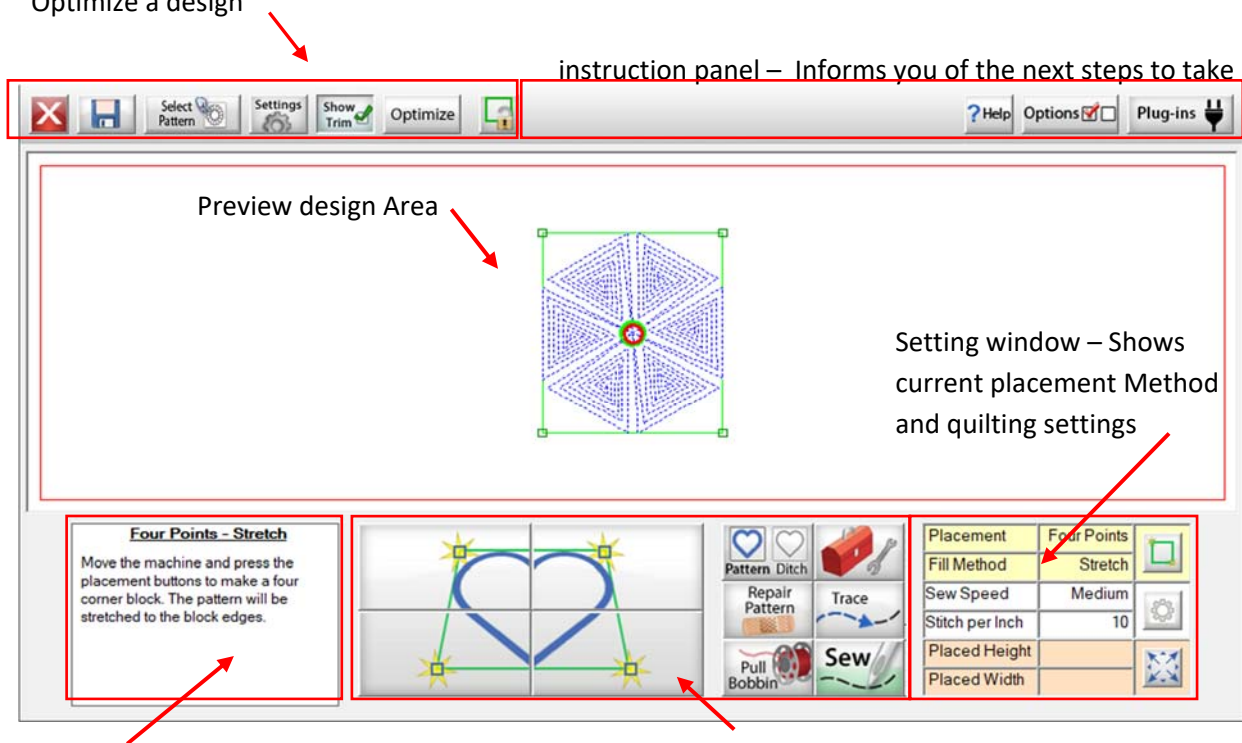 Optimize a design
instruction panel – Informs you of the next steps to take
Select
Pattern
Settings
Show
Trim
Optimize
?Help
Options
Plug-ins
Preview design Area
Setting window – Shows
current placement Method
and quilting settings
Four Points - Stretch
Move the machine and press the
placement buttons to make a four
corner block. The pattern will be
stretched to the block edges.
Pattern Ditch
Repair
Pattern
Trace
Pull
Bobbin
Sew
Placement Four Points
Fill Method Stretch
Sew Speed Medium
Stitch per Inch 10
Placed Height
Placed Width